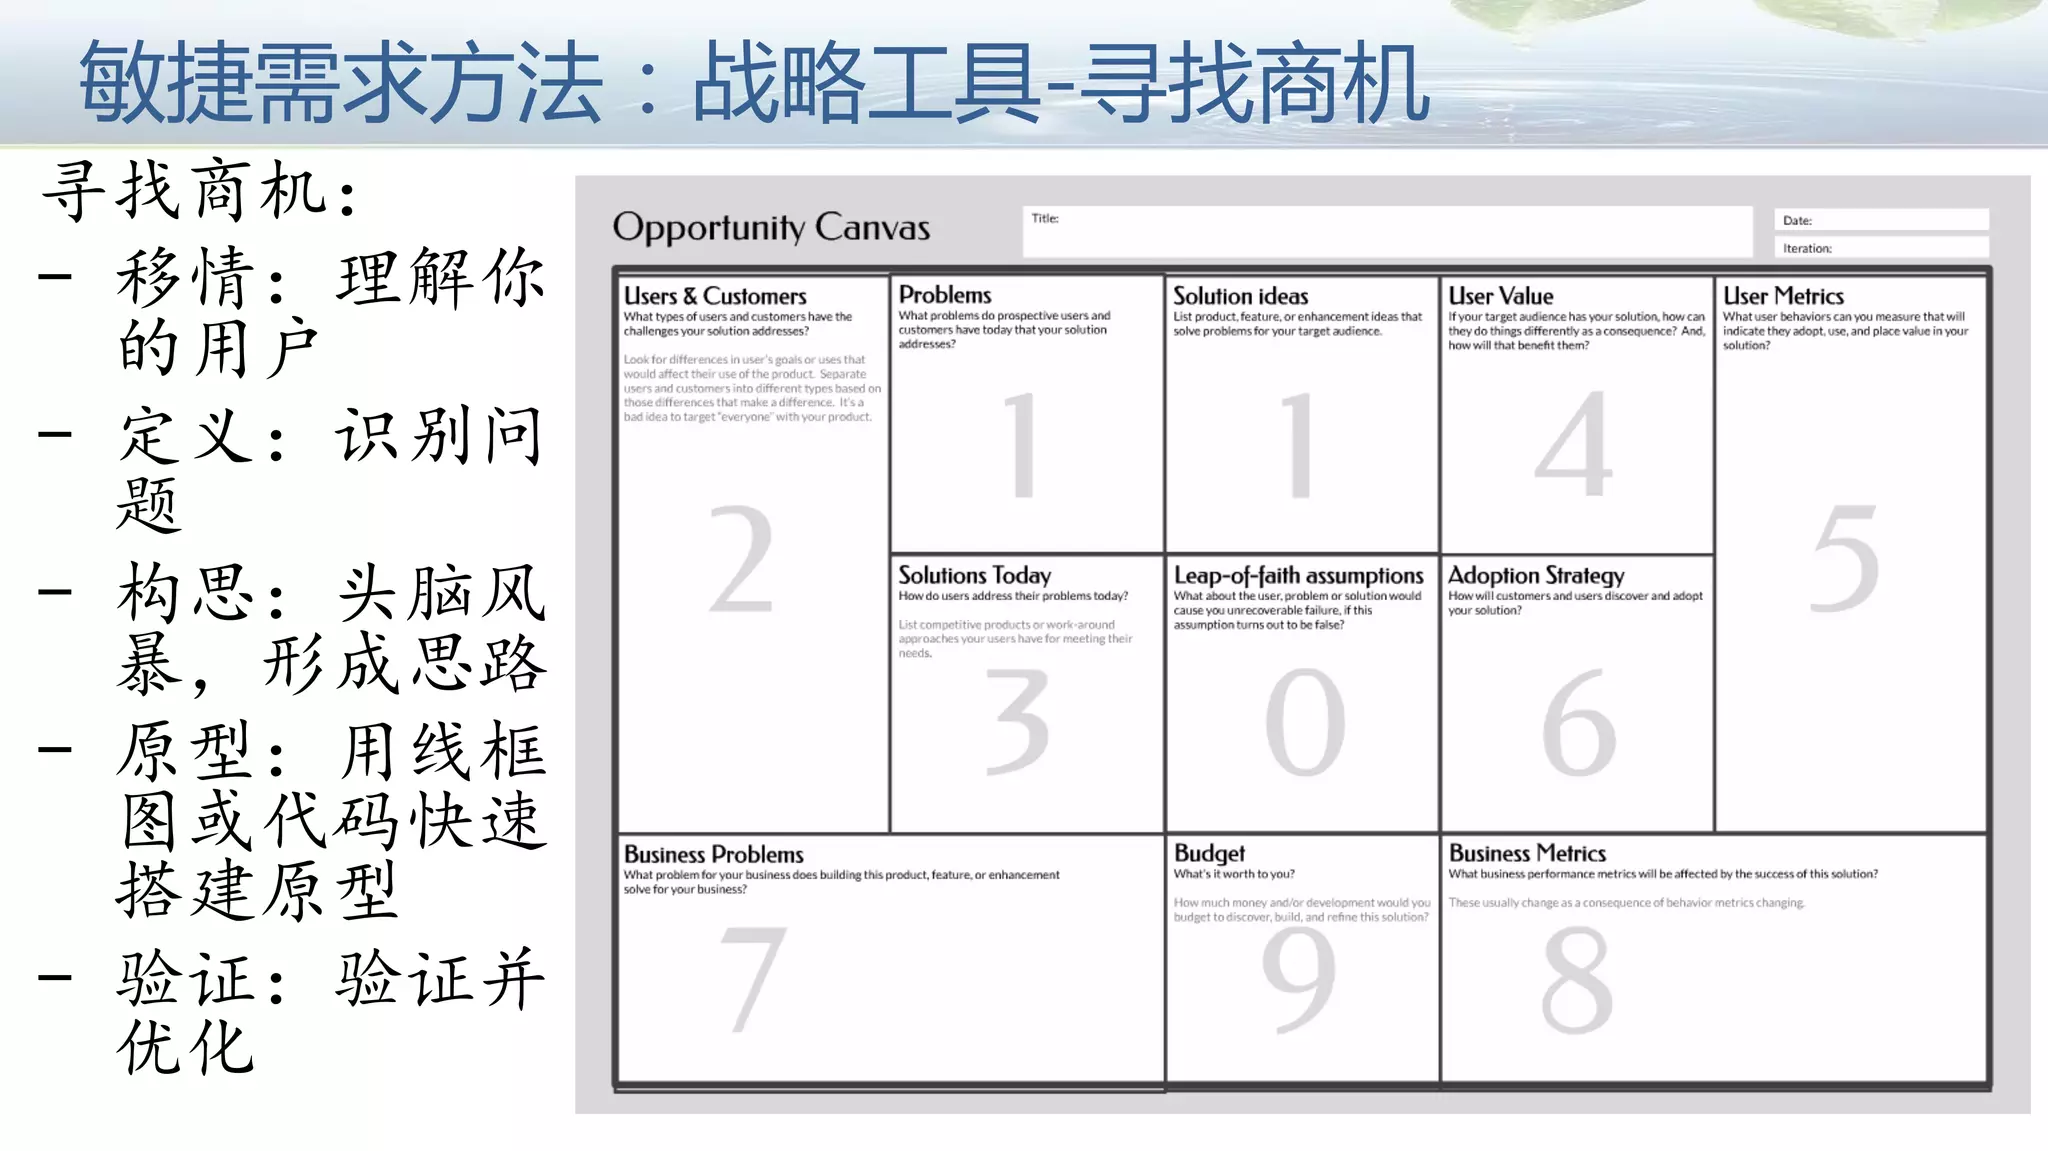 敏捷需求方法：战略工具-寻找商机
寻找商机：
- 移情：理解你
的用户
- 定义：识别问
题
- 构思：头脑风
暴，形成思路
- 原型：用线框
图或代码快速
搭建原型
- 验证：验证并
优化
Opportunity Canvas
Title:
Date:
Iteration:
Users & Customers
What types of users and customers have the
challenges your solution addresses?
Look for differences in user's goals or uses that
would affect their use of the product. Separate
users and customers into different types based on
those differences that make a difference. It's a
bad idea to target "everyone" with your product.
2
Problems
What problems do prospective users and
customers have today that your solution
addresses?
1
Solution ideas
List product, feature, or enhancement ideas that
solve problems for your target audience.
1
User Value
If your target audience has your solution, how can
they do things differently as a consequence? And,
how will that benefit them?
4
User Metrics
What user behaviors can you measure that will
indicate they adopt, use, and place value in your
solution?
5
Solutions Today
How do users address their problems today?
List competitive products or work-around
approaches your users have for meeting their
needs.
3
Leap-of-faith assumptions
What about the user, problem or solution would
cause you unrecoverable failure, if this
assumption turns out to be false?
0
Adoption Strategy
How will customers and users discover and adopt
your solution?
6
Business Problems
What problem for your business does building this product, feature, or enhancement
solve for your business?
7
Budget
What's it worth to you?
How much money and/or development would you
budget to discover, build, and refine this solution?
9
Business Metrics
What business performance metrics will be affected by the success of this solution?
These usually change as a consequence of behavior metrics changing.
8